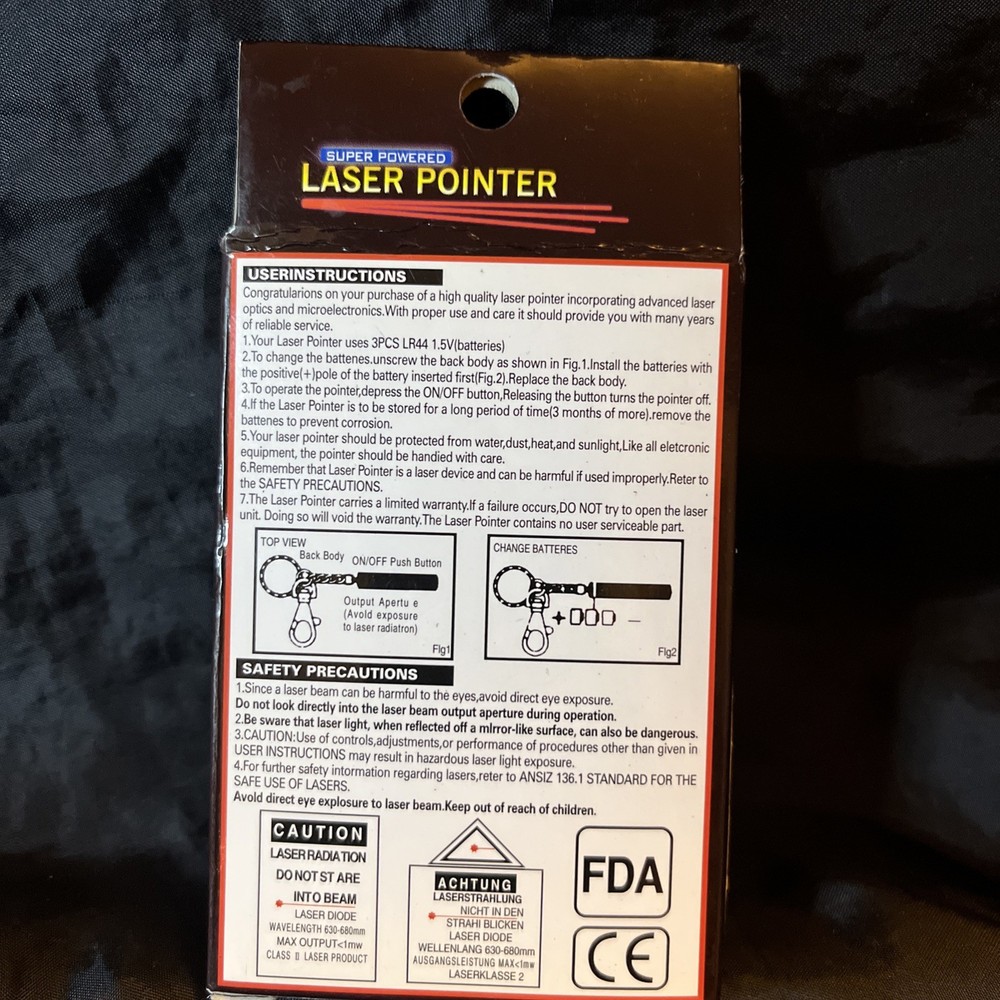 SUPER POWERED
LASER POINTER
USERINSTRUCTIONS
Congratularions on your purchase of a high quality laser pointer incorporating advanced laser
optics and microelectronics.With proper use and care it should provide you with many years
of reliable service.
1.Your Laser Pointer uses 3PCS LR44 1.5V(batteries)
2.To change the battenes.unscrew the back body as shown in Fig.1.Install the batteries with
the positive(+)pole of the battery inserted first(Fig.2).Replace the back body.
3.To operate the pointer,depress the ON/OFF button,Releasing the button turns the pointer off.
4.If the Laser Pointer is to be stored for a long period of time(3 months of more).remove the
battenes to prevent corrosion.
5.Your laser pointer should be protected from water,dust,heat,and sunlight,Like all eletcronic
equipment, the pointer should be handied with care.
6.Remember that Laser Pointer is a laser device and can be harmful if used improperly.Refer to
the SAFETY PRECAUTIONS.
7.The Laser Pointer carries a limited warranty.If a failure occurs,DO NOT try to open the laser
unit. Doing so will void the warranty.The Laser Pointer contains no user serviceable part.
TOP VIEW
Back Body ON/OFF Push Button
Output Apertu e
(Avold exposure
to laser radiatron)
Flg1
CHANGE BATTERES
+ −
Flg2
SAFETY PRECAUTIONS
1.Since a laser beam can be harmful to the eyes,avoid direct eye exposure.
Do not look directly into the laser beam output aperture during operation.
2.Be sware that laser light, when reflected off a mlrror-like surface, can also be dangerous.
3.CAUTION:Use of controls,adjustments,or performance of procedures other than given in
USER INSTRUCTIONS may result in hazardous laser light exposure.
4.For further safety intormation regarding lasers,reter to ANSIZ 136.1 STANDARD FOR THE
SAFE USE OF LASERS.
Avold direct eye explosure to laser beam.Keep out of reach of children.
CAUTION
LASER RADIATION
DO NOT ST ARE
INTO BEAM
LASER DIODE
WAVELENGTH 630-680mm
MAX OUTPUT<1mw
CLASS II LASER PRODUCT
ACHTUNG
LASERSTRAHLUNG
NICHT IN DEN
STRAHI BLICKEN
LASER DIODE
WELLENLANG 630-680mm
AUSGANGSLEISTUNG MAX<1mw
LASERKLASSE 2
FDA
CE